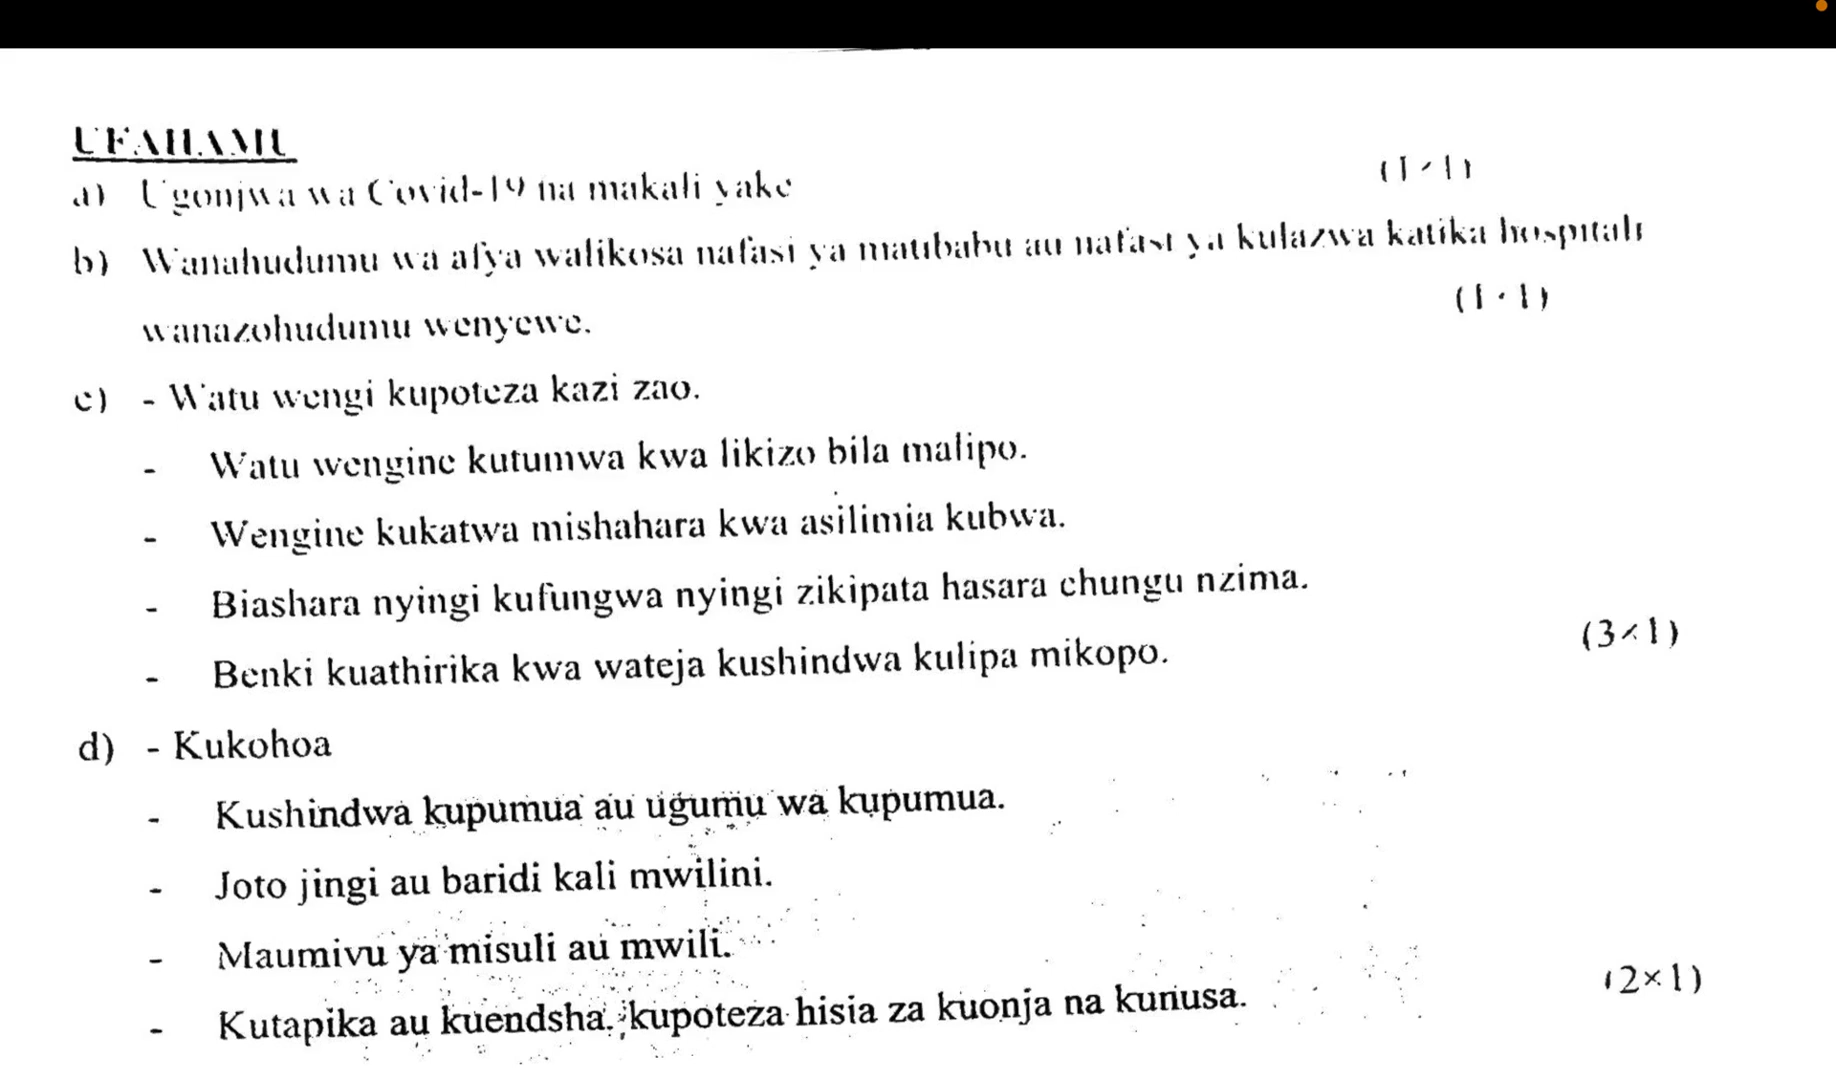 UFAHAMU
a) Ugonjwa wa Covid-19 na makali yake (1×1)
b) Wanahudumu wa afya walikosa nafasi ya matibabu au nafasi ya kulazwa katika hospitali
wanazohudumu wenyewe. (1×1)
c) - Watu wengi kupoteza kazi zao.
- Watu wengine kutumwa kwa likizo bila malipo.
- Wengine kukatwa mishahara kwa asilimia kubwa.
- Biashara nyingi kufungwa nyingi zikipata hasara chungu nzima.
- Benki kuathirika kwa wateja kushindwa kulipa mikopo. (3×1)
d) - Kukohoa
- Kushindwa kupumua au ugumu wa kupumua.
- Joto jingi au baridi kali mwilini.
- Maumivu ya misuli au mwili.
- Kutapika au kuendsha, kupoteza hisia za kuonja na kunusa. (2×1)